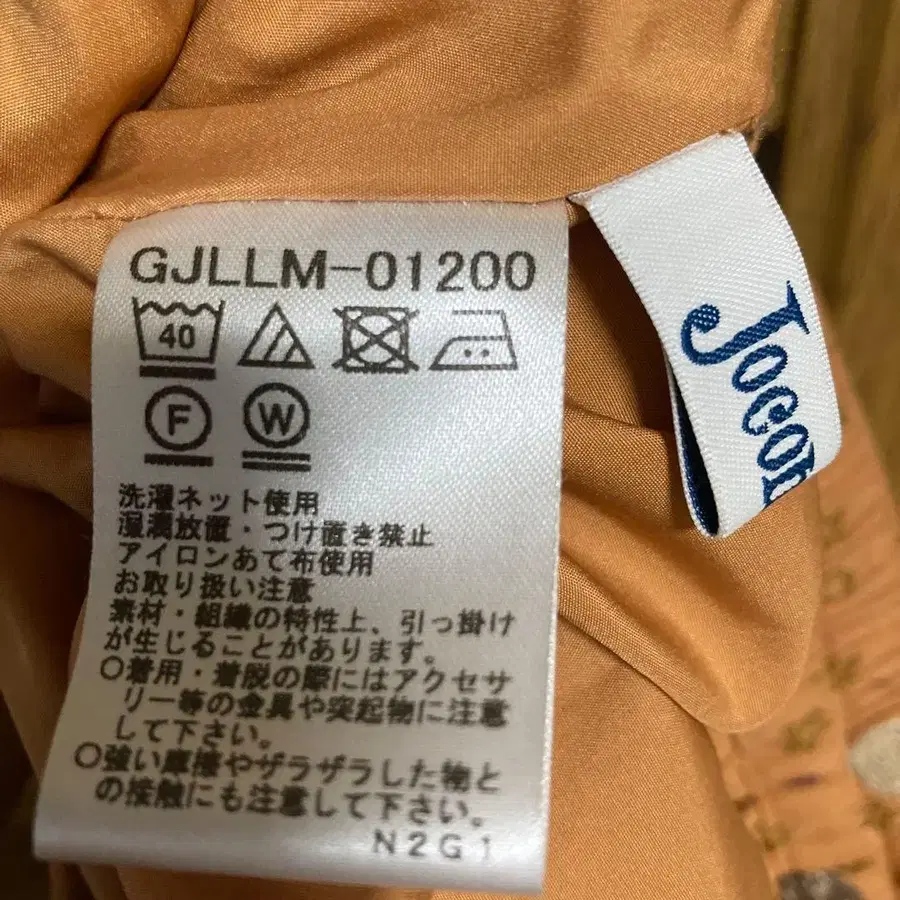 GJLLM-01200
40
F W
洗濯ネット使用
湿潤放置・つけ置き禁止
アイロンあて布使用
お取り扱い注意
素材・組織の特性上、引っ掛け
が生じることがあります。
○着用・着脱の際にはアクセサ
リー等の金具や突起物に注意
して下さい。
○強い摩擦やザラザラした物と
の接触にも注意して下さい。
N2G1